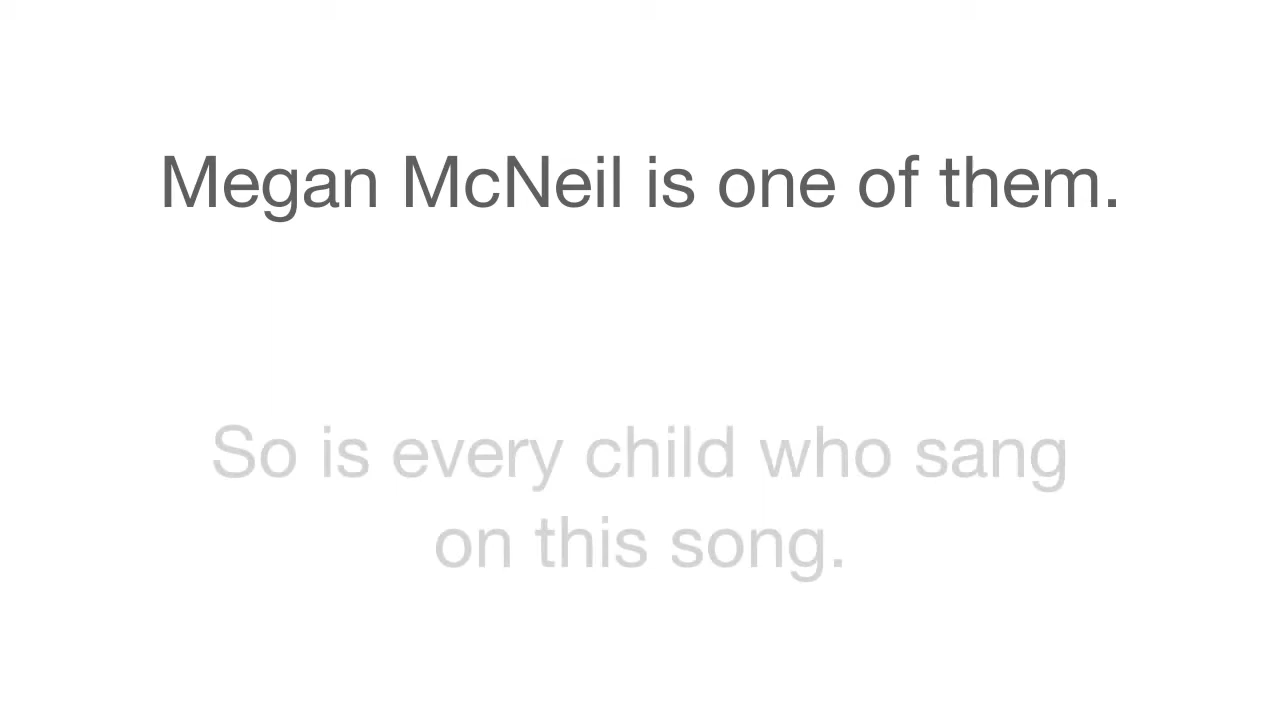 Megan McNeil is one of them.
So is every child who sang
on this song.